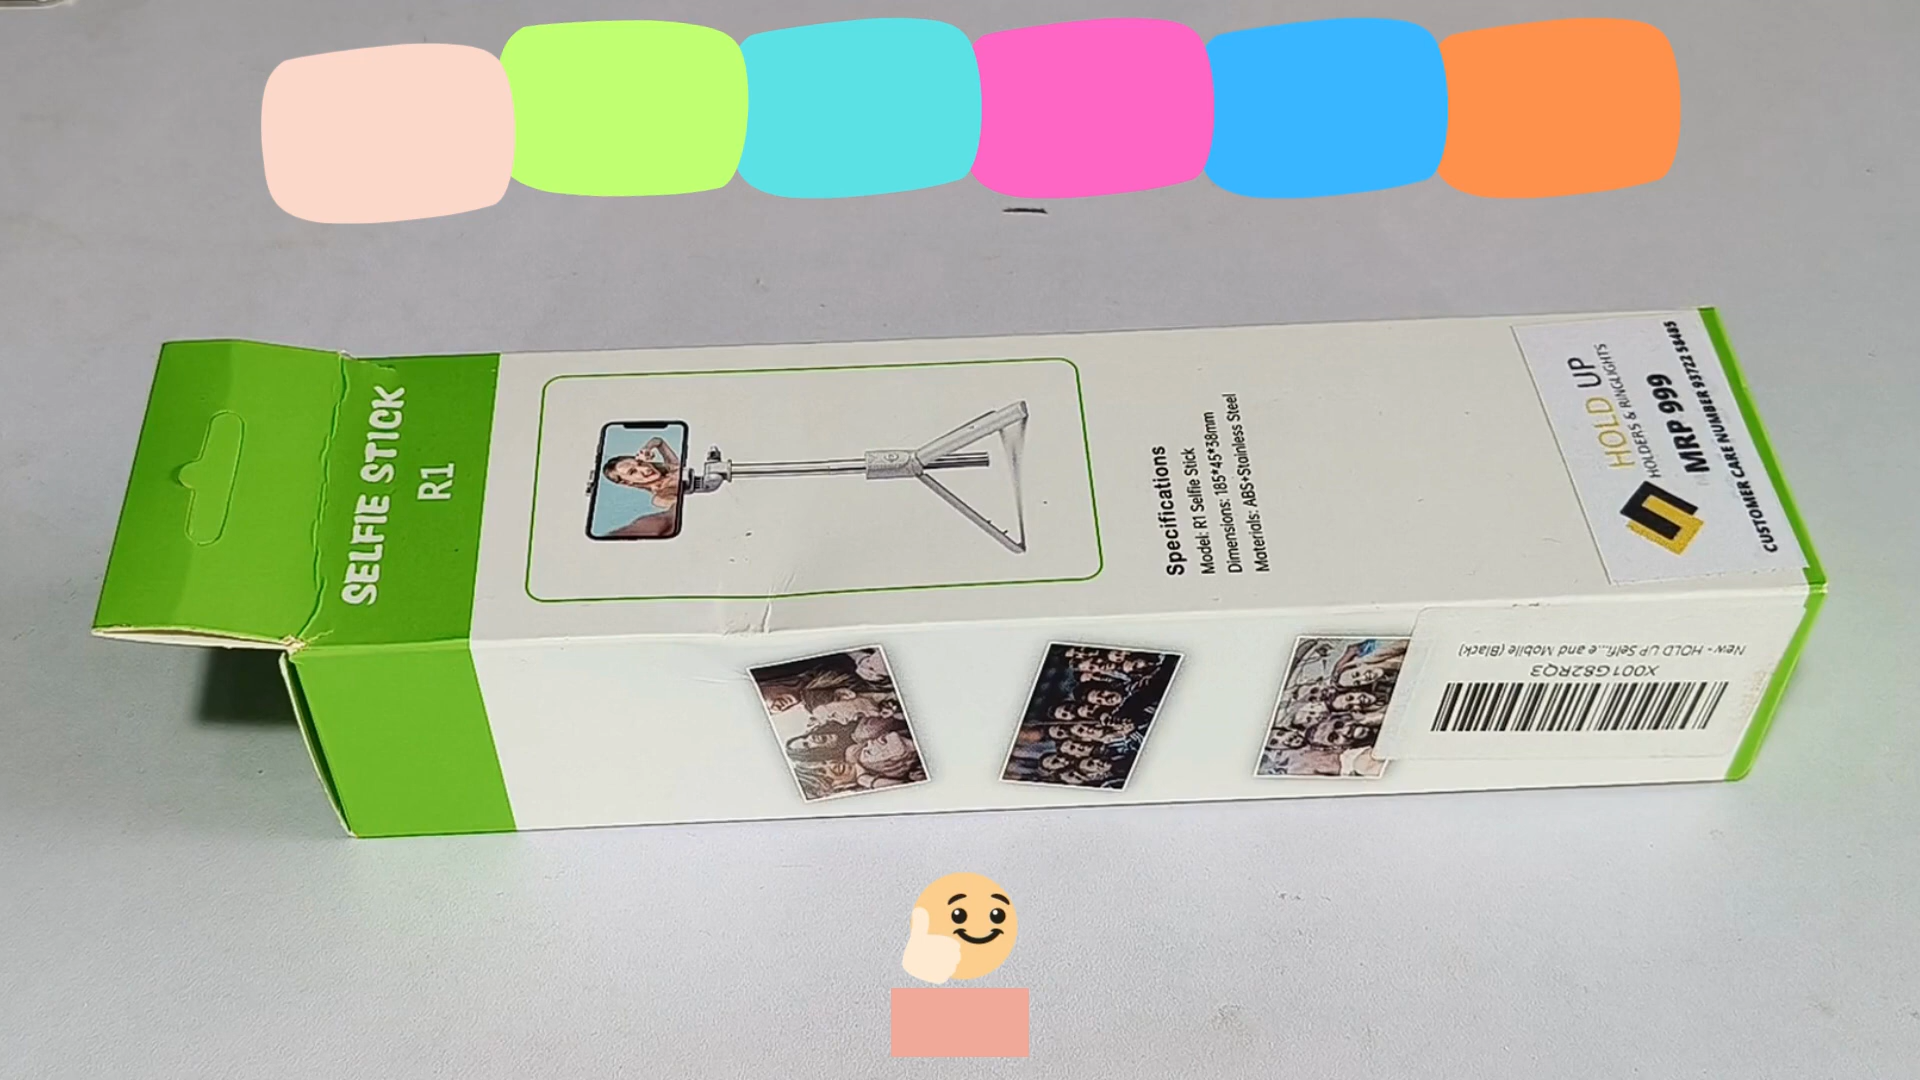 SELFIE STICK
R1
Specifications
Model: R1 Selfie Stick
Dimensions: 185*45*38mm
Materials: ABS+Stainless Steel
HOLD UP
HOLDERS & RINGLIGHTS
MRP 999
CUSTOMER CARE NUMBER 93722 58485
X001G82RQ3
New - HOLD UP Selfi...e and Mobile (Black)